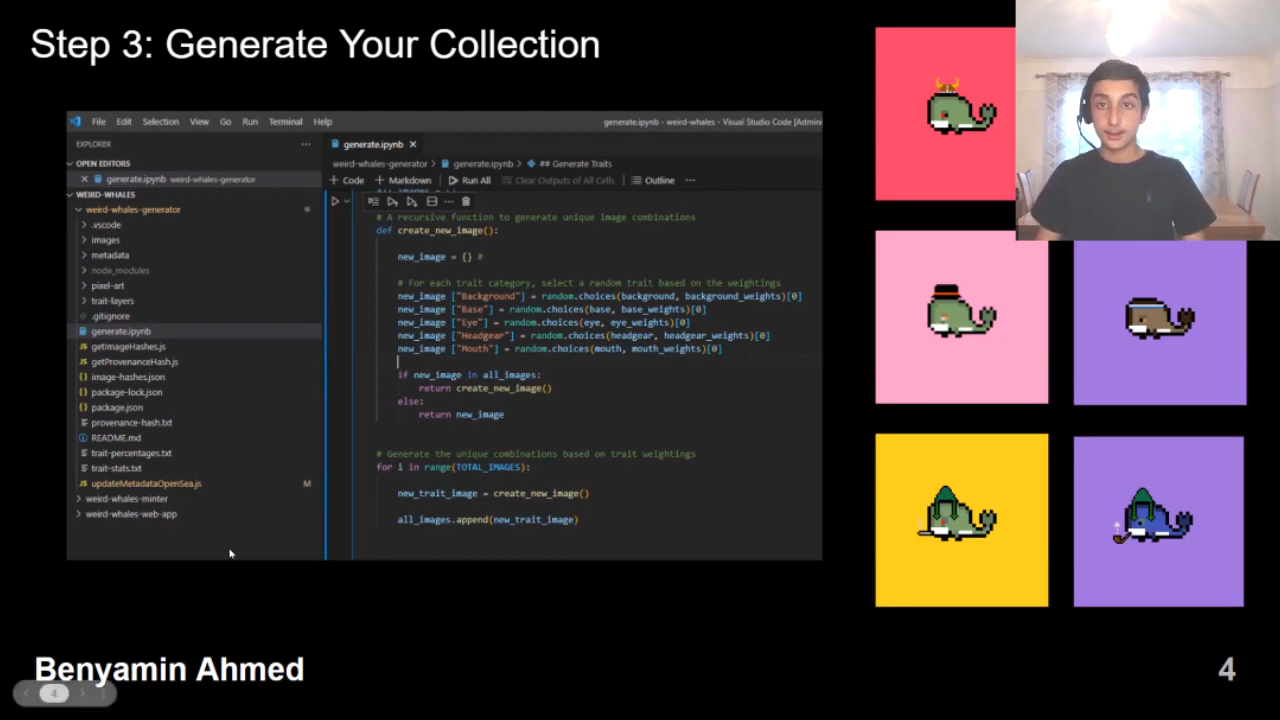 Step 3: Generate Your Collection
File Edit Selection View Go Run Terminal Help
generate.ipynb - weird-whales - Visual Studio Code [Admini
EXPLORER
OPEN EDITORS
generate.ipynb weird-whales-generator
WEIRD-WHALES
weird-whales-generator
.vscode
images
metadata
node_modules
pixel-art
trait-layers
.gitignore
generate.ipynb
getImageHashes.js
getProvenanceHash.js
image-hashes.json
package-lock.json
package.json
provenance-hash.txt
README.md
trait-percentages.txt
trait-stats.txt
updateMetadataOpenSea.js M
weird-whales-minter
weird-whales-web-app
generate.ipynb
weird-whales-generator > generate.ipynb > ## Generate Traits
+ Code + Markdown Run All Clear Outputs of All Cells Outline
# A recursive function to generate unique image combinations
def create_new_image():
new_image = {} #
# For each trait category, select a random trait based on the weightings
new_image ["Background"] = random.choices(background, background_weights)[0]
new_image ["Base"] = random.choices(base, base_weights)[0]
new_image ["Eye"] = random.choices(eye, eye_weights)[0]
new_image ["Headgear"] = random.choices(headgear, headgear_weights)[0]
new_image ["Mouth"] = random.choices(mouth, mouth_weights)[0]
if new_image in all_images:
return create_new_image()
else:
return new_image
# Generate the unique combinations based on trait weightings
for i in range(TOTAL_IMAGES):
new_trait_image = create_new_image()
all_images.append(new_trait_image)
Benyamin Ahmed
4
4